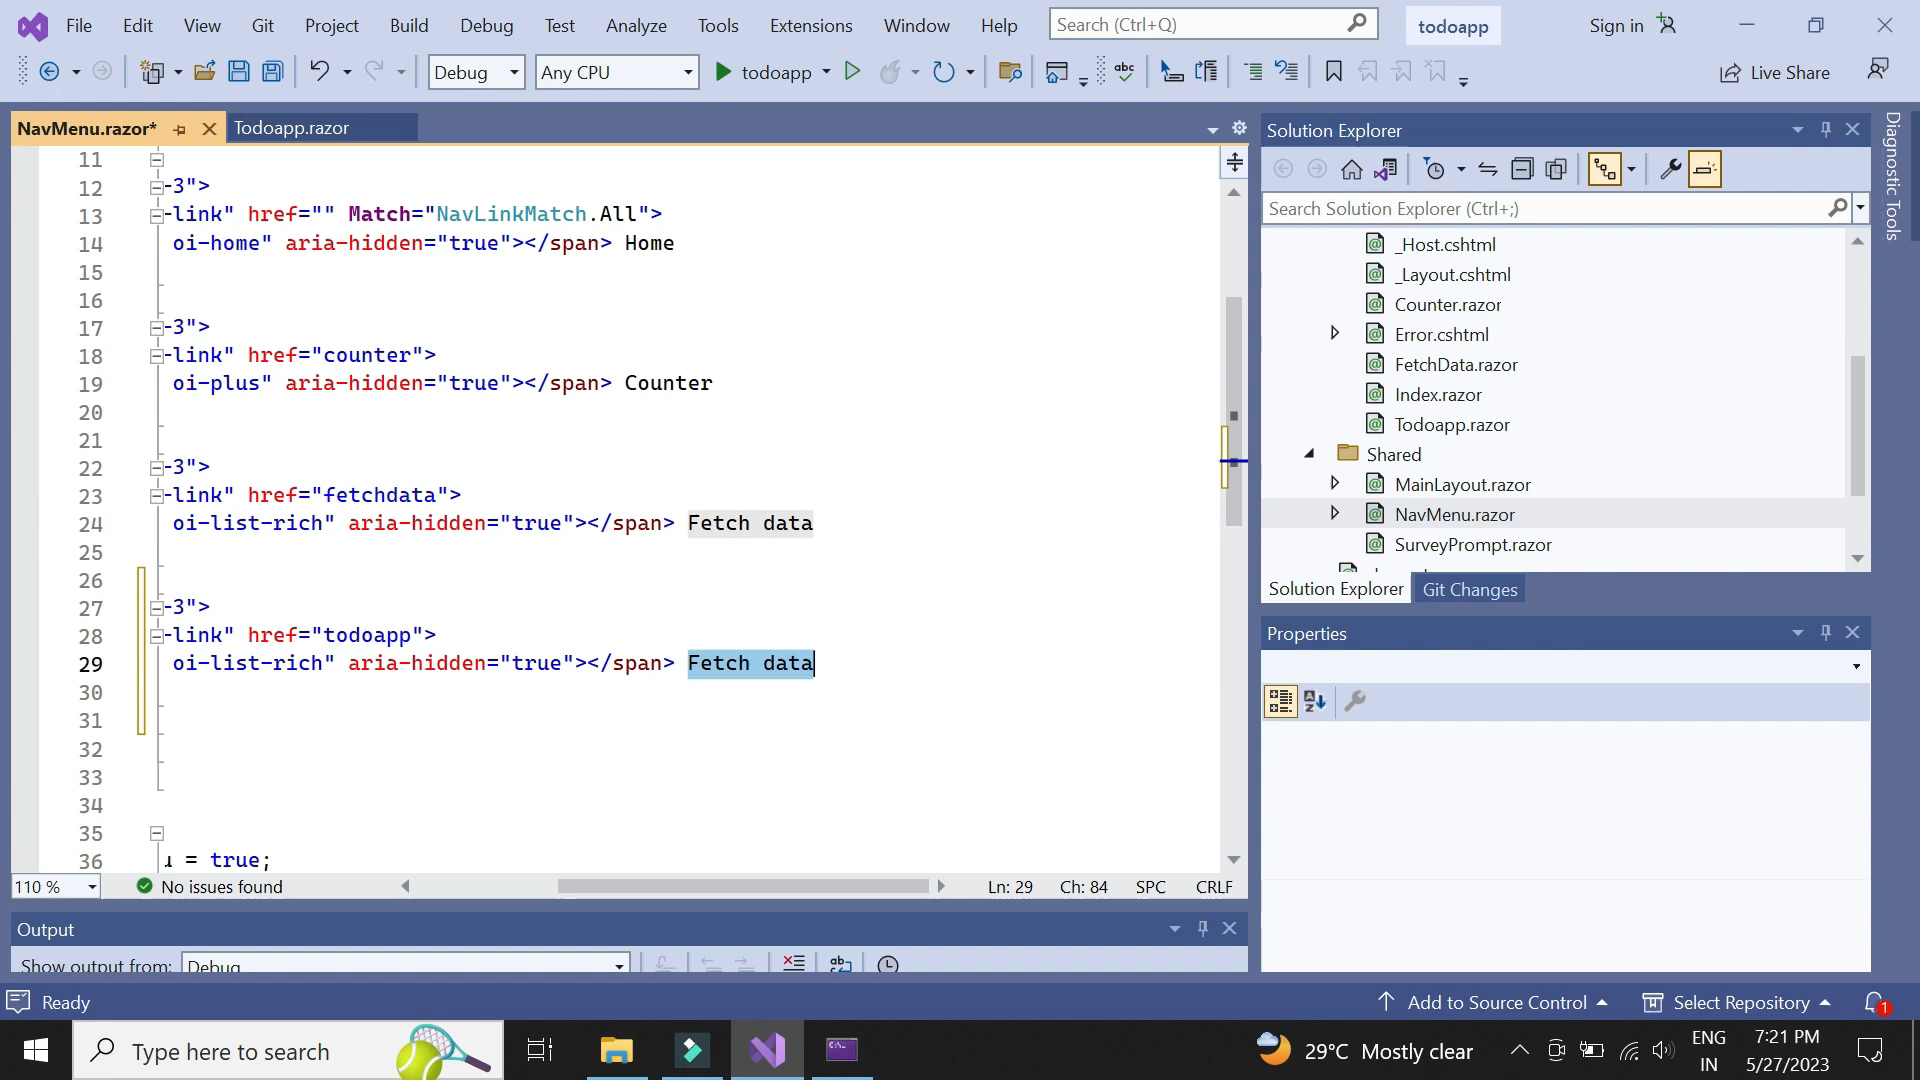 File Edit View Git Project Build Debug Test Analyze Tools Extensions Window Help Search (Ctrl+Q) todoapp Sign in
Debug Any CPU todoapp Live Share
NavMenu.razor* Todoapp.razor
11
12 -3">
13 -link" href="" Match="NavLinkMatch.All">
14 oi-home" aria-hidden="true"></span> Home
15
16
17 -3">
18 -link" href="counter">
19 oi-plus" aria-hidden="true"></span> Counter
20
21
22 -3">
23 -link" href="fetchdata">
24 oi-list-rich" aria-hidden="true"></span> Fetch data
25
26
27 -3">
28 -link" href="todoapp">
29 oi-list-rich" aria-hidden="true"></span> Fetch data
30
31
32
33
34
35
36 = true;
110 % No issues found Ln: 29 Ch: 84 SPC CRLF
Output
Show output from: Debug
Solution Explorer
Search Solution Explorer (Ctrl+;)
_Host.cshtml
_Layout.cshtml
Counter.razor
Error.cshtml
FetchData.razor
Index.razor
Todoapp.razor
Shared
MainLayout.razor
NavMenu.razor
SurveyPrompt.razor
Solution Explorer Git Changes
Properties
Diagnostic Tools
Ready Add to Source Control Select Repository 1
Type here to search 29°C Mostly clear ENG IN 7:21 PM 5/27/2023